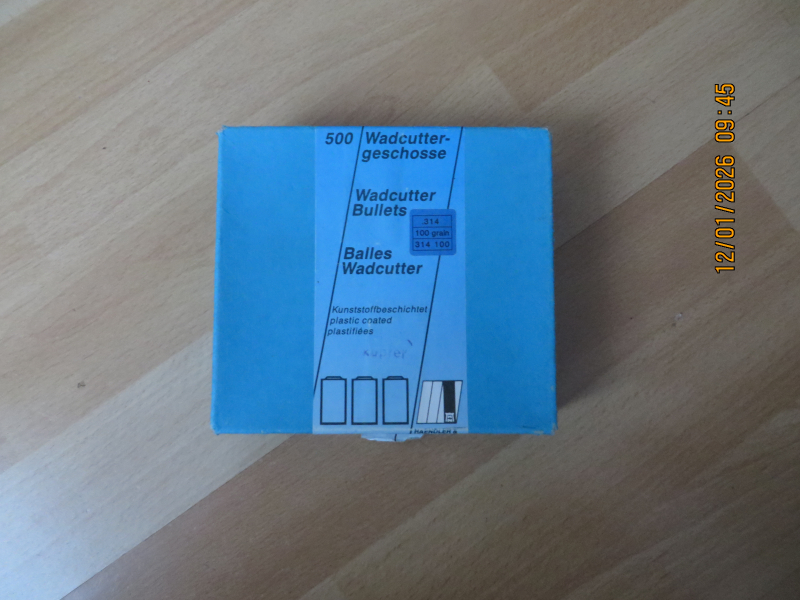 500 Wadcutter-
geschosse
Wadcutter
Bullets
.314
100 grain
314 100
Balles
Wadcutter
Kunststoffbeschichtet
plastic coated
plastifiées
Kupfer
12/01/2026 09:45